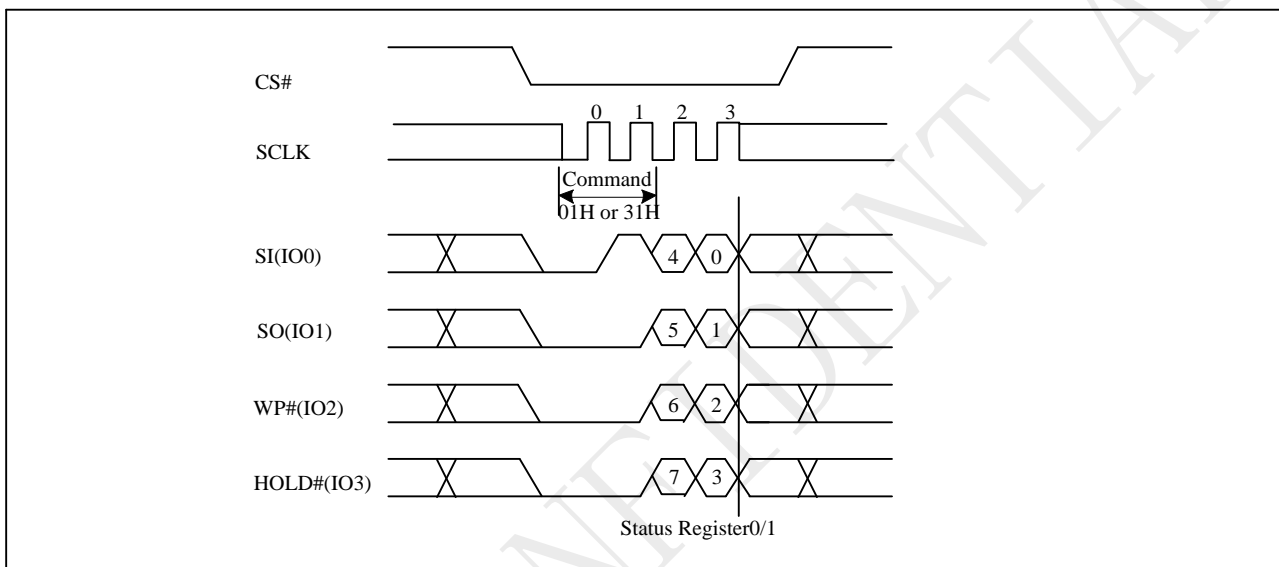 CS#
0 1 2 3
SCLK
Command
01H or 31H
SI(IO0) 4 0
SO(IO1) 5 1
WP#(IO2) 6 2
HOLD#(IO3) 7 3
Status Register0/1
NFIDENTIA